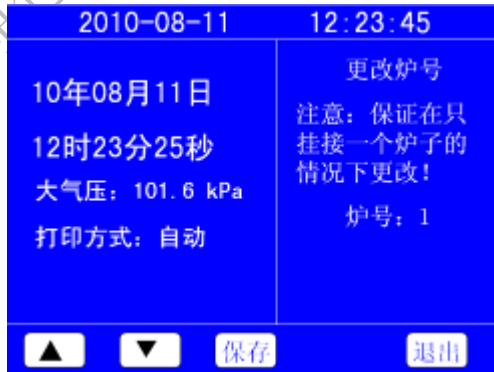 2010-08-11 12:23:45
10年08月11日
12时23分25秒
大气压：101.6 kPa
打印方式：自动
更改炉号
注意：保证在只
挂接一个炉子的
情况下更改！
炉号：1
▲ ▼ 保存 退出